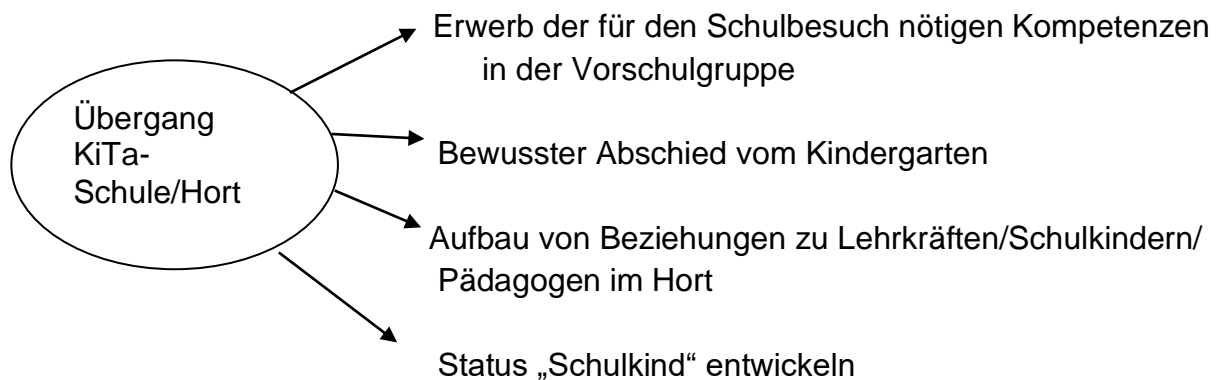 Übergang
KiTa-
Schule/Hort
Erwerb der für den Schulbesuch nötigen Kompetenzen
in der Vorschulgruppe
Bewusster Abschied vom Kindergarten
Aufbau von Beziehungen zu Lehrkräften/Schulkindern/
Pädagogen im Hort
Status „Schulkind“ entwickeln